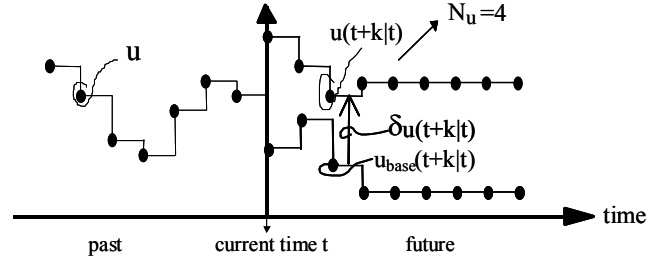 N_u=4
u(t+k|t)
u
δu(t+k|t)
u_base(t+k|t)
time
past
current time t
future